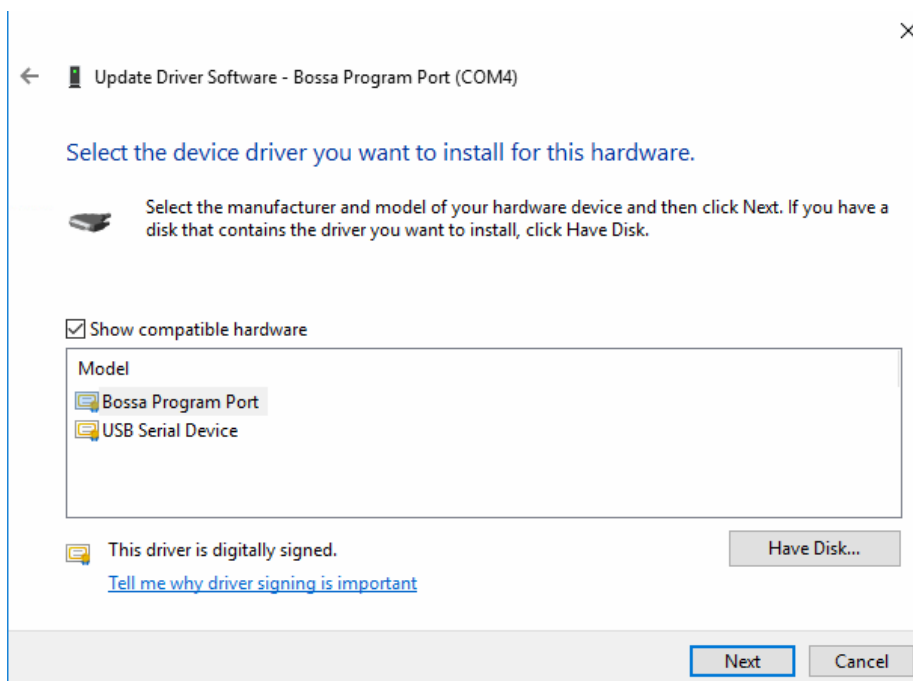 Update Driver Software - Bossa Program Port (COM4)
Select the device driver you want to install for this hardware.
Select the manufacturer and model of your hardware device and then click Next. If you have a
disk that contains the driver you want to install, click Have Disk.
Show compatible hardware
Model
Bossa Program Port
USB Serial Device
This driver is digitally signed.
Have Disk...
Tell me why driver signing is important
Next
Cancel